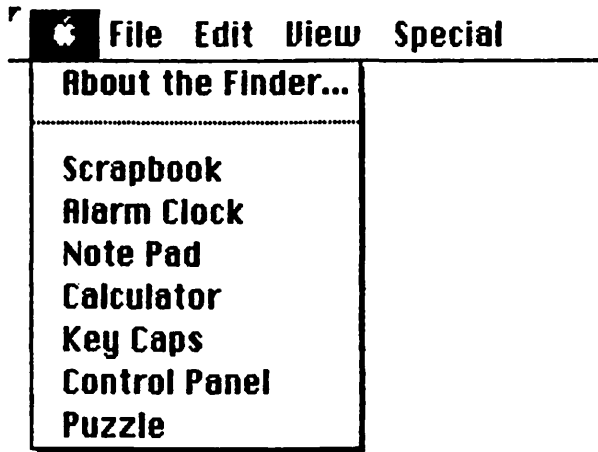 File Edit View Special
About the Finder...
Scrapbook
Alarm Clock
Note Pad
Calculator
Key Caps
Control Panel
Puzzle